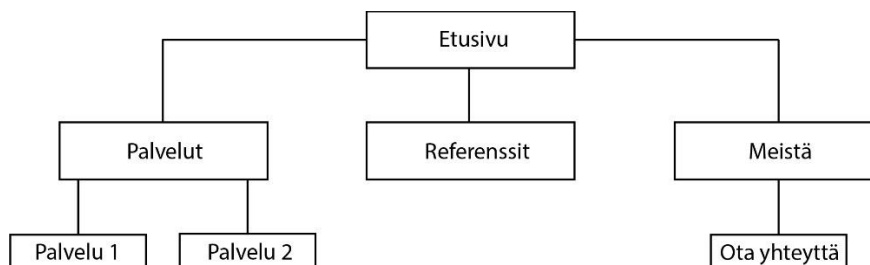 Etusivu
Palvelut
Referenssit
Meistä
Palvelu 1
Palvelu 2
Ota yhteyttä